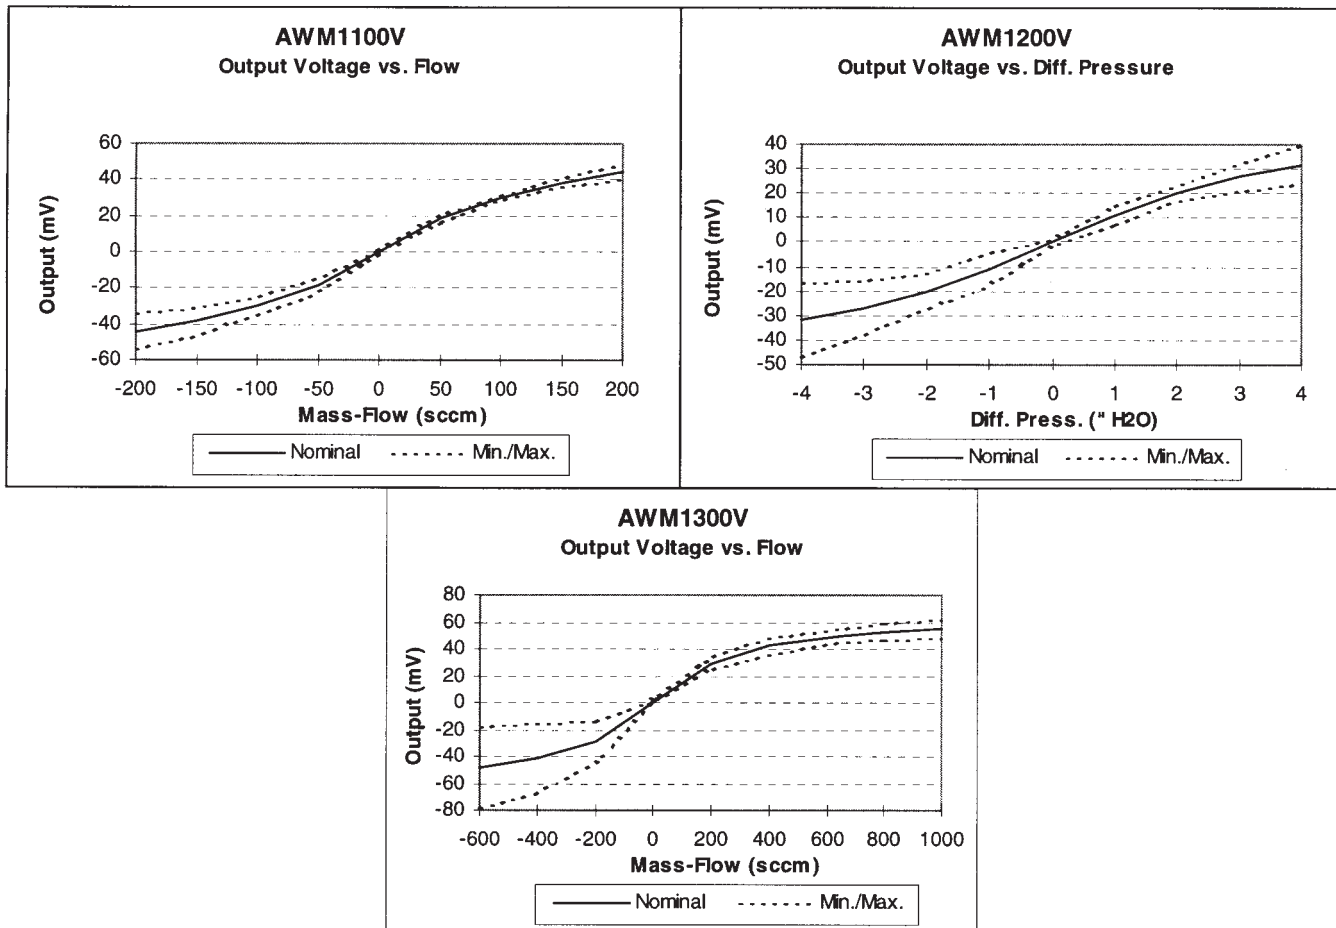 AWM1100V
Output Voltage vs. Flow
60
40
20
0
-20
-40
-60
Output (mV)
-200 -150 -100 -50 0 50 100 150 200
Mass-Flow (sccm)
Nominal Min./Max.
AWM1200V
Output Voltage vs. Diff. Pressure
40
30
20
10
0
-10
-20
-30
-40
-50
Output (mV)
-4 -3 -2 -1 0 1 2 3 4
Diff. Press. ("H2O)
Nominal Min./Max.
AWM1300V
Output Voltage vs. Flow
80
60
40
20
0
-20
-40
-60
-80
Output (mV)
-600 -400 -200 0 200 400 600 800 1000
Mass-Flow (sccm)
Nominal Min./Max.